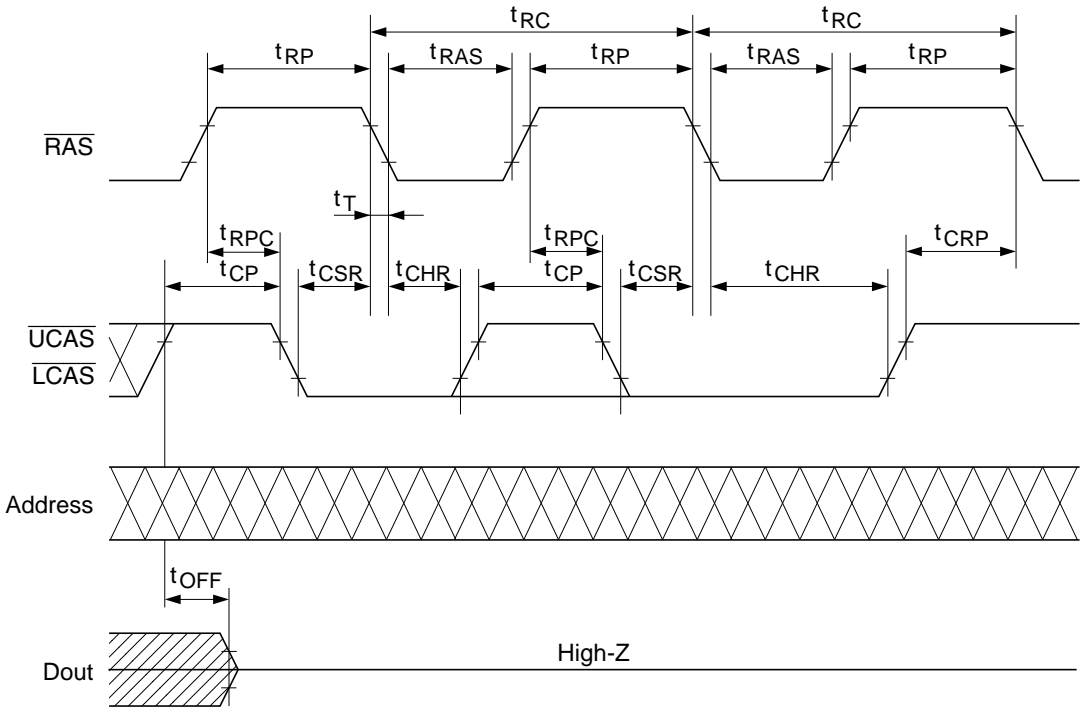 tRC tRC
tRP tRAS tRP tRAS tRP
RAS
tT
tRPC tRPC tCRP
tCP tCSR tCHR tCP tCSR tCHR
UCAS
LCAS
Address
tOFF
High-Z
Dout